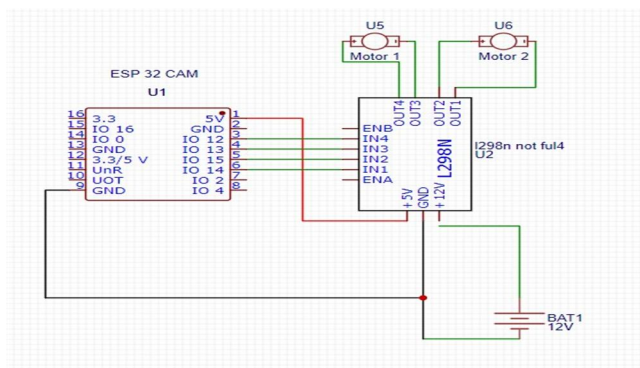 U5
U6
Motor 1
Motor 2
ESP 32 CAM
U1
16 3.3
15 IO 16
14 IO 0
13 GND
12 3.3/5 V
11 UnR
10 UOT
9 GND
5V 1
GND 2
IO 12 3
IO 13 4
IO 15 5
IO 14 6
IO 2 7
IO 4 8
OUT4
OUT3
OUT2
OUT1
ENB
IN4
IN3
IN2
IN1
ENA
L298N
l298n not ful4
U2
+5V
GND
+12V
BAT1
12V